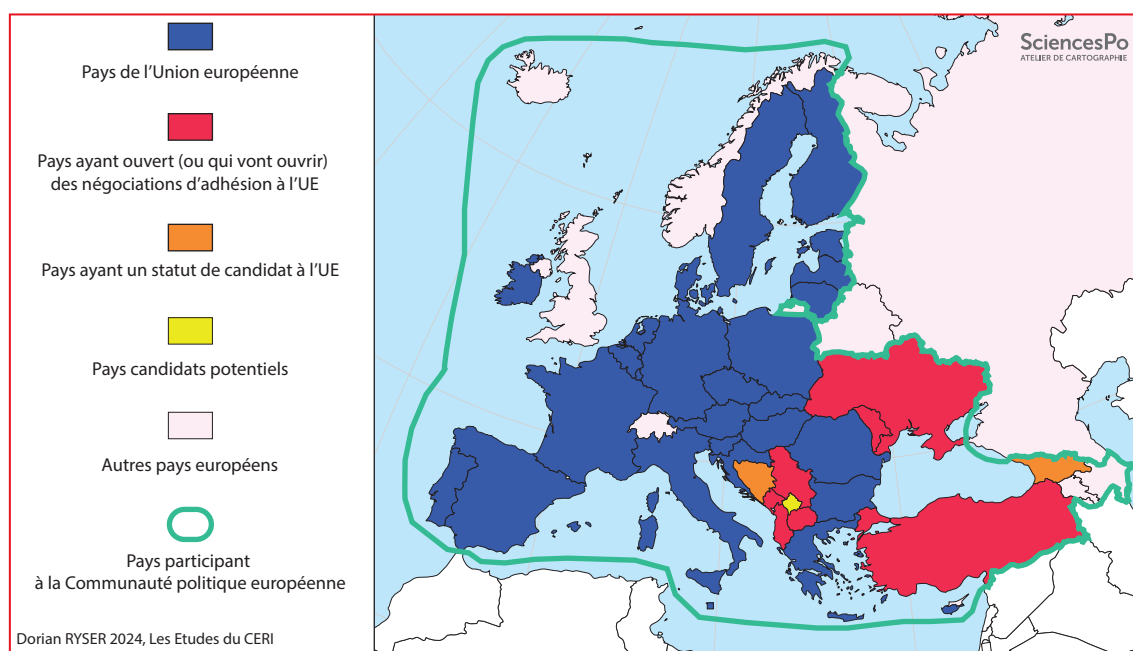 SciencesPo
ATELIER DE CARTOGRAPHIE
Pays de l'Union européenne
Pays ayant ouvert (ou qui vont ouvrir)
des négociations d'adhésion à l'UE
Pays ayant un statut de candidat à l'UE
Pays candidats potentiels
Autres pays européens
Pays participant
à la Communauté politique européenne
Dorian RYSER 2024, Les Etudes du CERI